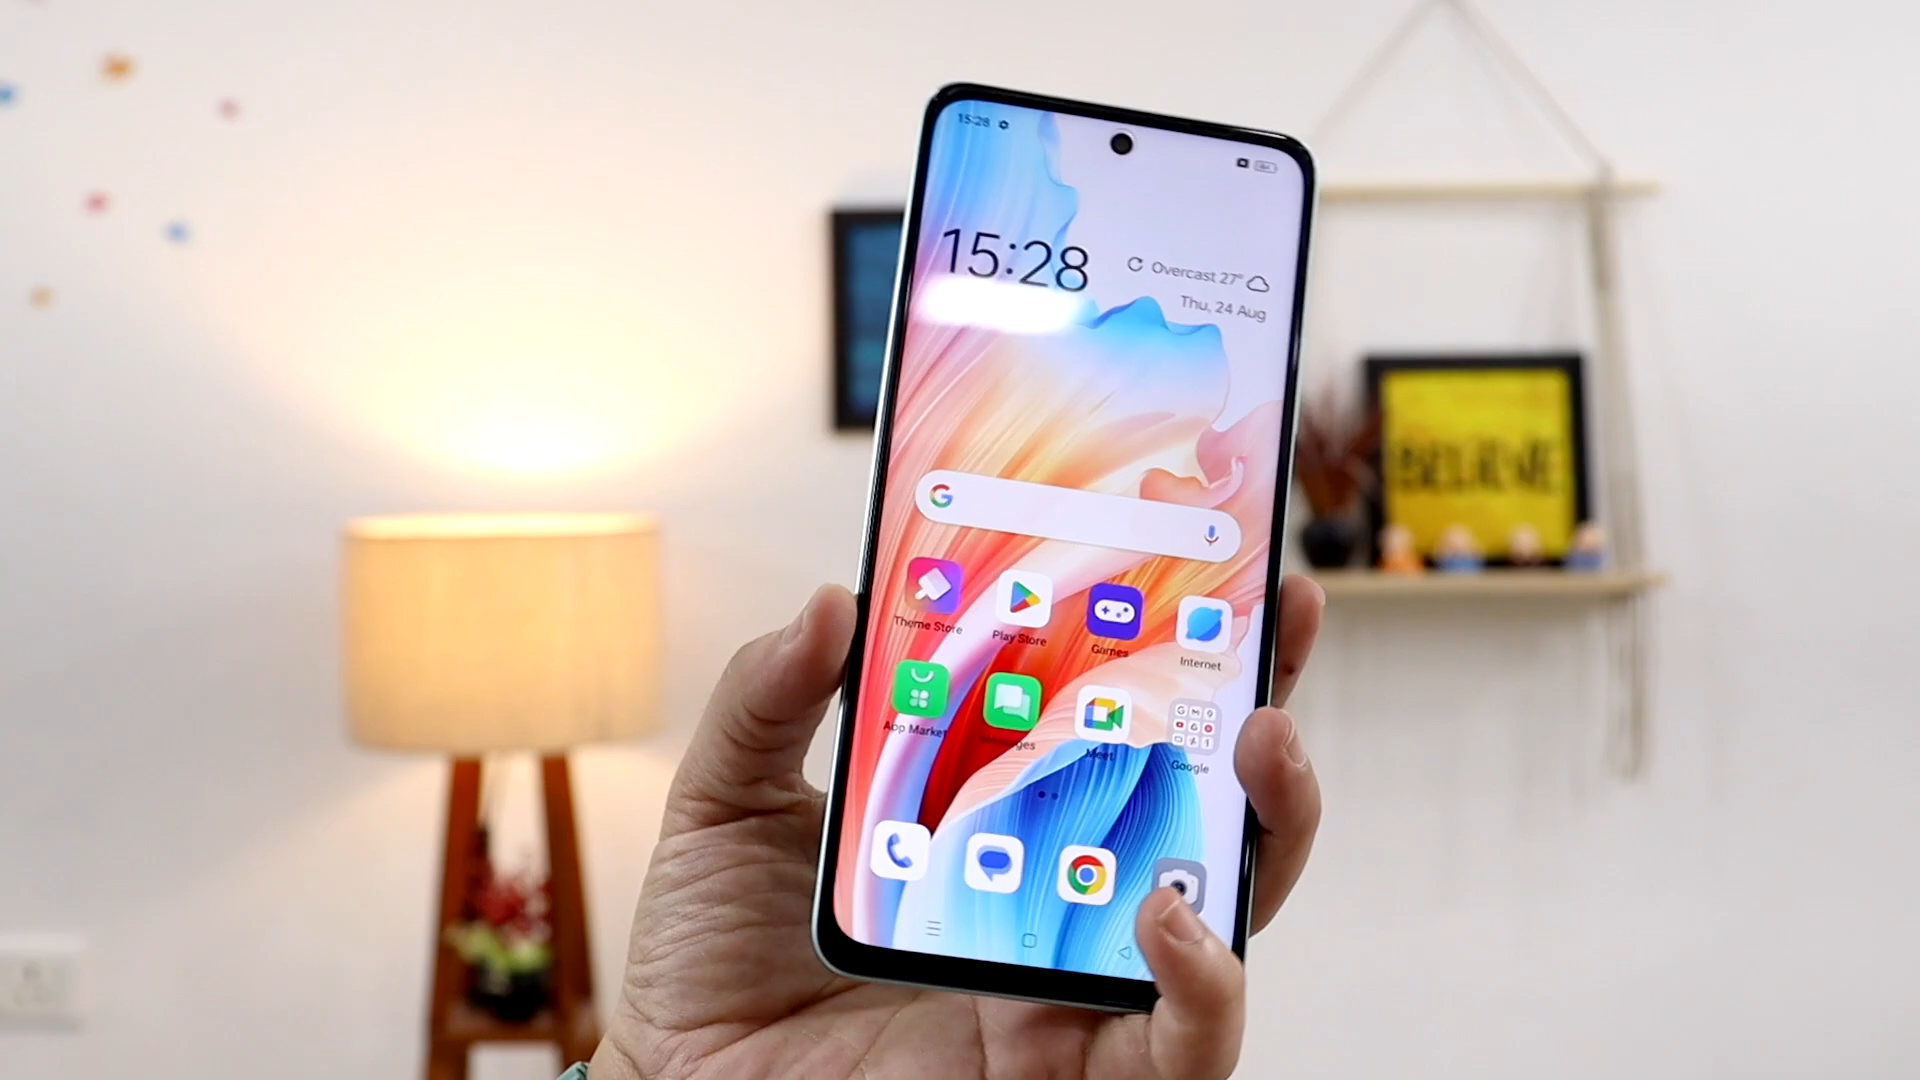 15:28
15:28
Overcast 27°
Thu, 24 Aug
BELIEVE
Theme Store
Play Store
Games
Internet
App Market
Meet
Google